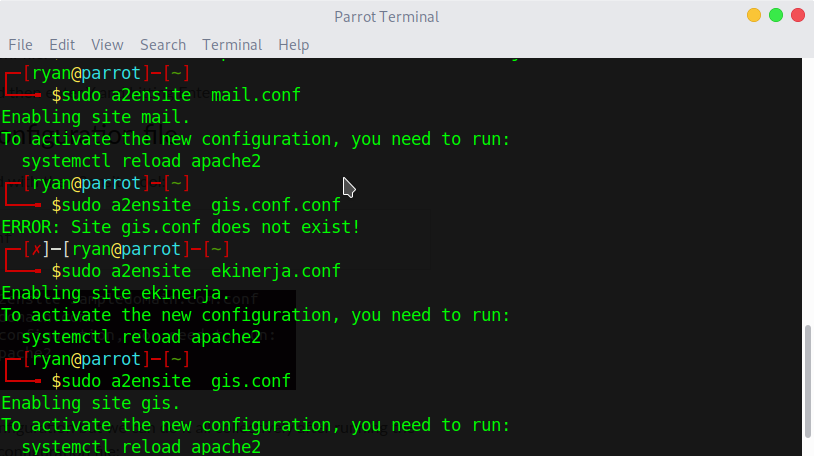 Parrot Terminal
File Edit View Search Terminal Help
┌─[ryan@parrot]─[~]
└──╼ $sudo a2ensite  mail.conf
Enabling site mail.
To activate the new configuration, you need to run:
  systemctl reload apache2
┌─[ryan@parrot]─[~]
└──╼ $sudo a2ensite  gis.conf.conf
ERROR: Site gis.conf does not exist!
┌─[✗]─[ryan@parrot]─[~]
└──╼ $sudo a2ensite  ekinerja.conf
Enabling site ekinerja.
To activate the new configuration, you need to run:
  systemctl reload apache2
┌─[ryan@parrot]─[~]
└──╼ $sudo a2ensite  gis.conf
Enabling site gis.
To activate the new configuration, you need to run:
  systemctl reload apache2